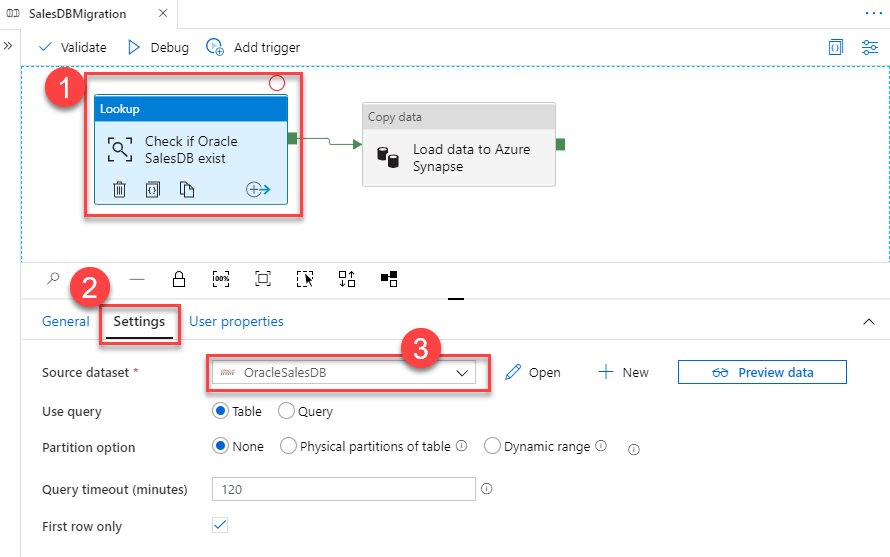 SalesDBMigration
Validate Debug Add trigger
1
Lookup
Check if Oracle
SalesDB exist
Copy data
Load data to Azure
Synapse
100%
2
General Settings User properties
3
Source dataset * OracleSalesDB Open New Preview data
Use query Table Query
Partition option None Physical partitions of table Dynamic range
Query timeout (minutes) 120
First row only